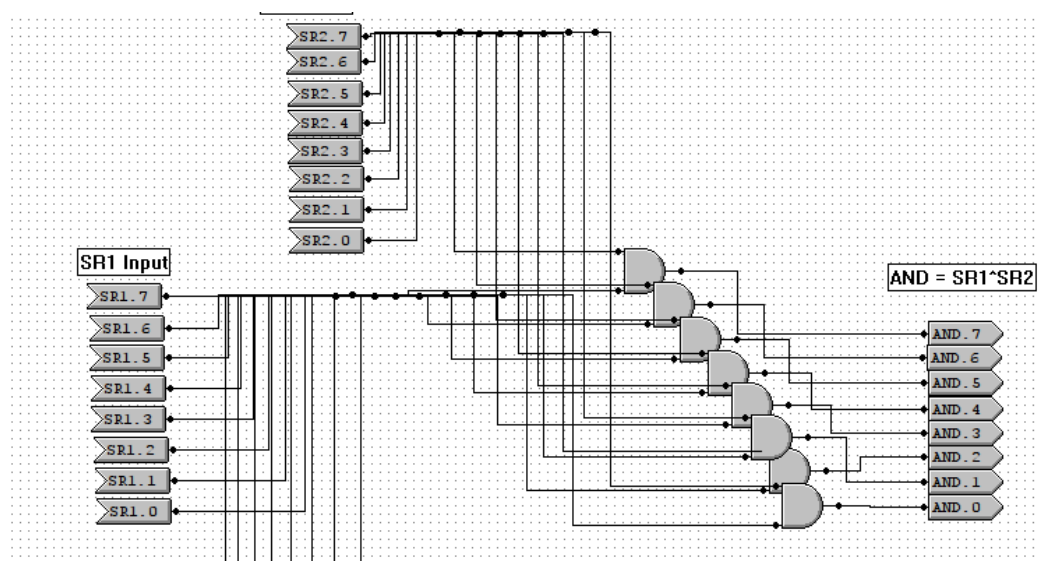 SR2.7
SR2.6
SR2.5
SR2.4
SR2.3
SR2.2
SR2.1
SR2.0
SR1 Input
SR1.7
SR1.6
SR1.5
SR1.4
SR1.3
SR1.2
SR1.1
SR1.0
AND = SR1^SR2
AND.7
AND.6
AND.5
AND.4
AND.3
AND.2
AND.1
AND.0